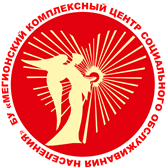 БУ «МЕГИОНСКИЙ КОМПЛЕКСНЫЙ ЦЕНТР СОЦИАЛЬНОГО ОБСЛУЖИВАНИЯ НАСЕЛЕНИЯ»